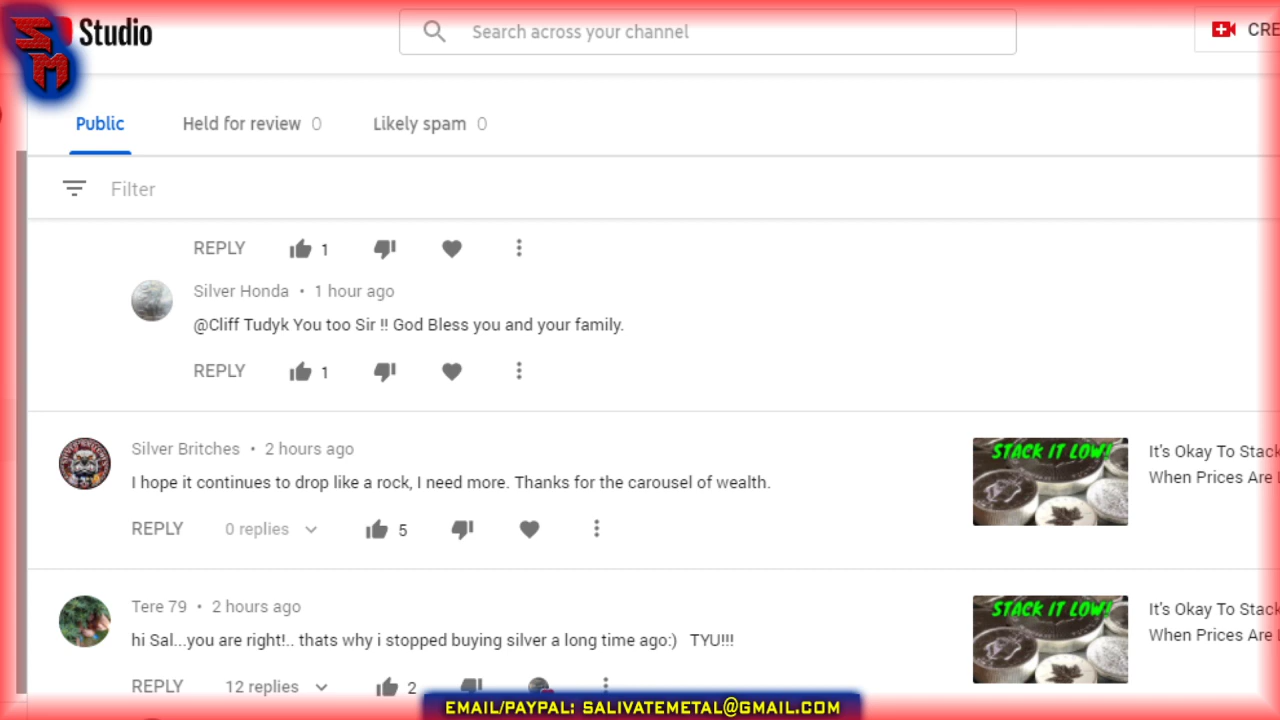 SM
Studio
Search across your channel
CRE
Public
Held for review 0
Likely spam 0
Filter
REPLY 1
Silver Honda • 1 hour ago
@Cliff Tudyk You too Sir !! God Bless you and your family.
REPLY 1
Silver Britches • 2 hours ago
I hope it continues to drop like a rock, I need more. Thanks for the carousel of wealth.
REPLY 0 replies 5
STACK IT LOW!
It's Okay To Stack
When Prices Are L
Tere 79 • 2 hours ago
hi Sal...you are right!.. thats why i stopped buying silver a long time ago:) TYU!!!
REPLY 12 replies 2
STACK IT LOW!
It's Okay To Stack
When Prices Are L
EMAIL/PAYPAL: SALIVATEMETAL@GMAIL.COM